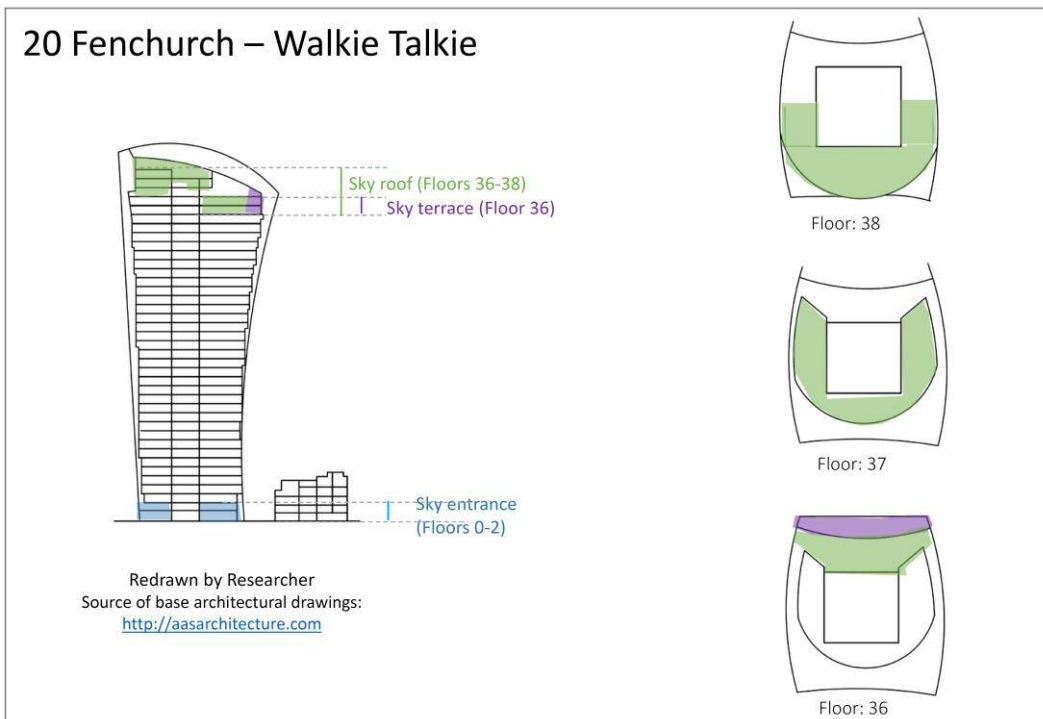 20 Fenchurch – Walkie Talkie
Sky roof (Floors 36-38)
Sky terrace (Floor 36)
Sky entrance
(Floors 0-2)
Redrawn by Researcher
Source of base architectural drawings:
http://aasarchitecture.com
Floor: 38
Floor: 37
Floor: 36